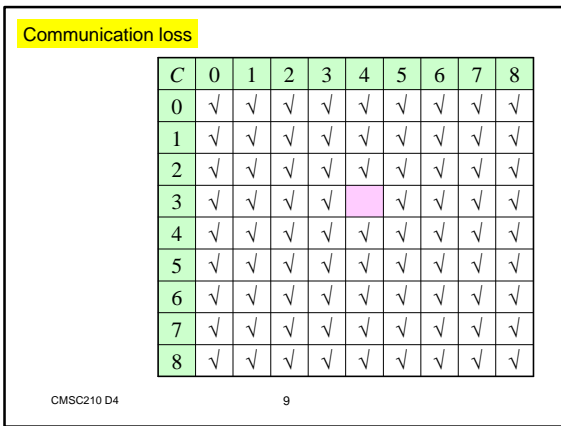 Communication loss
C 0 1 2 3 4 5 6 7 8
0 √ √ √ √ √ √ √ √ √
1 √ √ √ √ √ √ √ √ √
2 √ √ √ √ √ √ √ √ √
3 √ √ √ √ √ √ √ √
4 √ √ √ √ √ √ √ √ √
5 √ √ √ √ √ √ √ √ √
6 √ √ √ √ √ √ √ √ √
7 √ √ √ √ √ √ √ √ √
8 √ √ √ √ √ √ √ √ √
CMSC210 D4 9